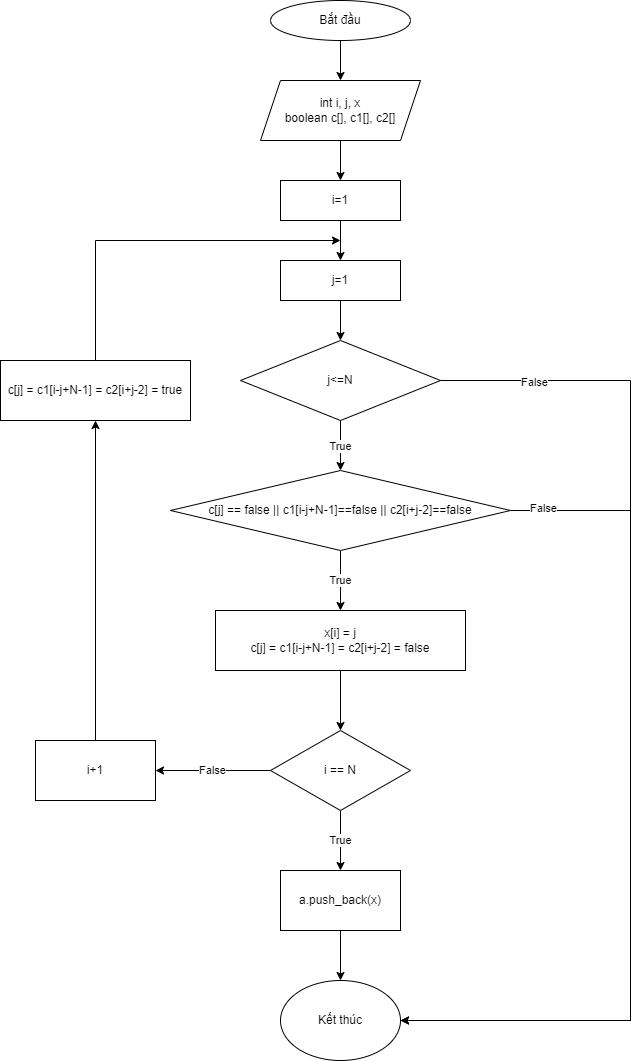 Bắt đầu
int i, j, x
boolean c[], c1[], c2[]
i=1
j=1
c[j] = c1[i-j+N-1] = c2[i+j-2] = true
j<=N
False
True
c[j] == false || c1[i-j+N-1]==false || c2[i+j-2]==false
False
True
x[i] = j
c[j] = c1[i-j+N-1] = c2[i+j-2] = false
i+1
False
i == N
True
a.push_back(x)
Kết thúc